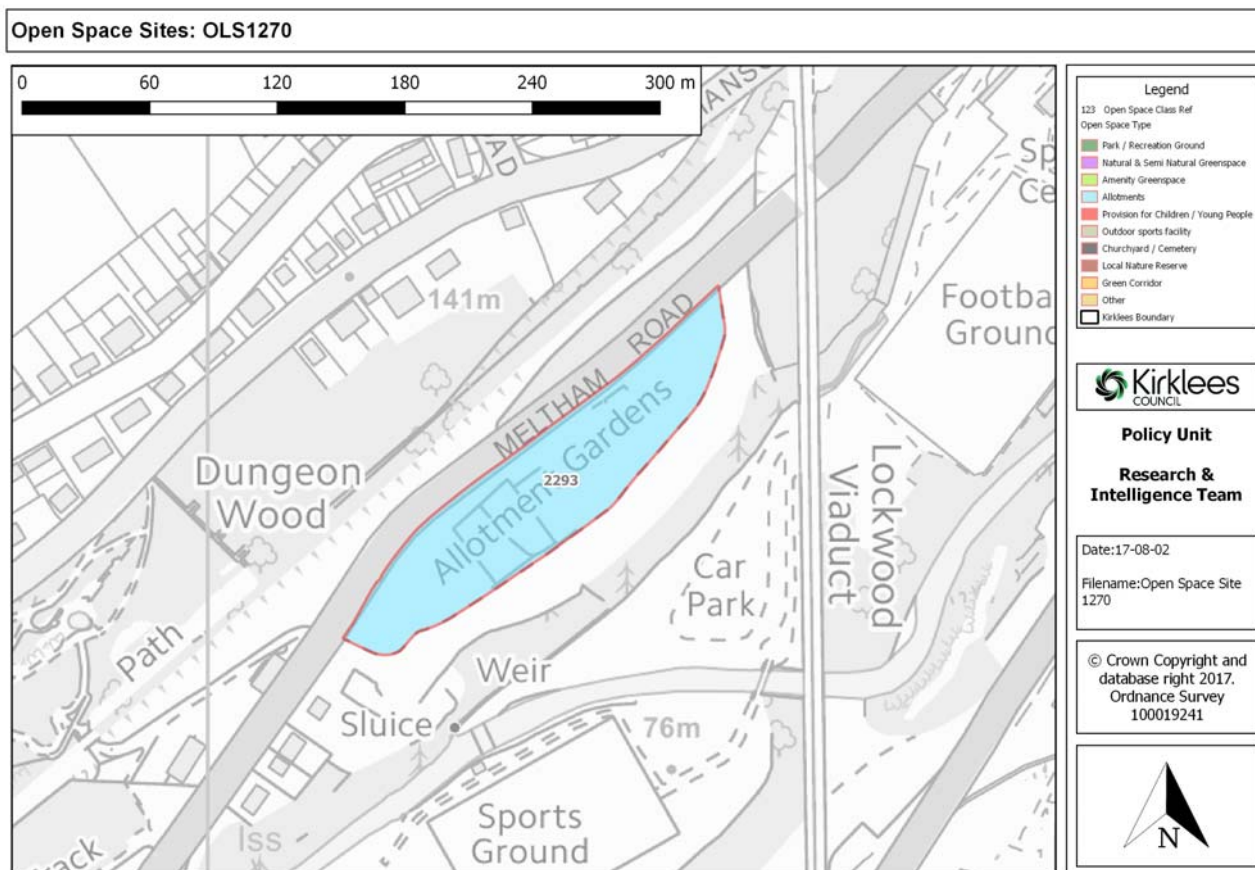 Open Space Sites: OLS1270
0 60 120 180 240 300 m
141m
MELTHAM ROAD
Allotment Gardens
2293
Dungeon
Wood
Path
Sluice
Weir
Car
Park
76m
Sports
Ground
Lockwood
Viaduct
Ground
Legend
123 Open Space Class Ref
Open Space Type
Park / Recreation Ground
Natural & Semi Natural Greenspace
Amenity Greenspace
Allotments
Provision for Children / Young People
Outdoor sports facility
Churchyard / Cemetery
Local Nature Reserve
Green Corridor
Other
Kirklees Boundary
Kirklees
COUNCIL
Policy Unit
Research &
Intelligence Team
Date:17-08-02
Filename:Open Space Site
1270
© Crown Copyright and
database right 2017.
Ordnance Survey
100019241
N